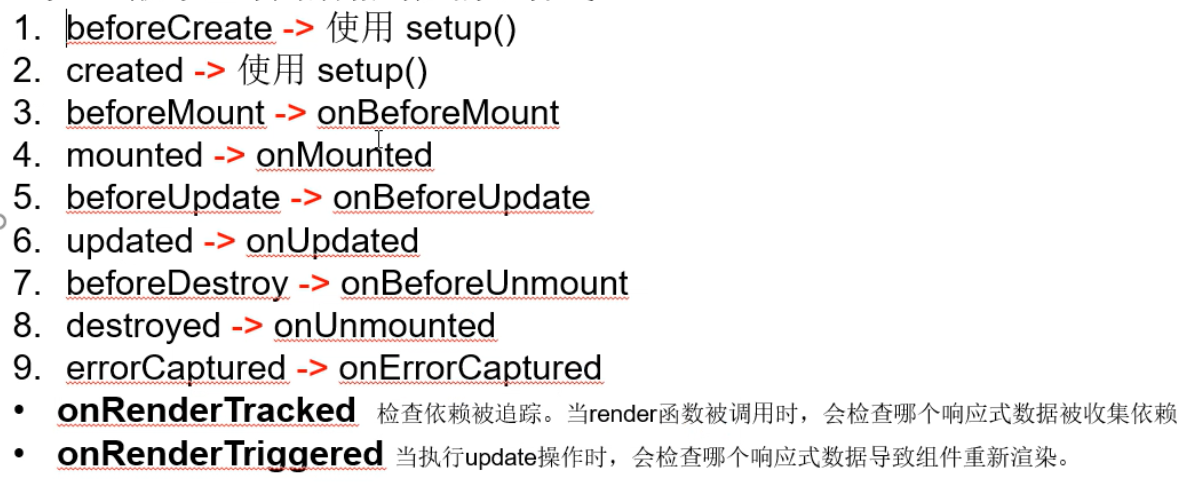 1. beforeCreate -> 使用 setup()
2. created -> 使用 setup()
3. beforeMount -> onBeforeMount
4. mounted -> onMounted
5. beforeUpdate -> onBeforeUpdate
6. updated -> onUpdated
7. beforeDestroy -> onBeforeUnmount
8. destroyed -> onUnmounted
9. errorCaptured -> onErrorCaptured
• onRenderTracked 检查依赖被追踪。当render函数被调用时，会检查哪个响应式数据被收集依赖
• onRenderTriggered 当执行update操作时，会检查哪个响应式数据导致组件重新渲染。